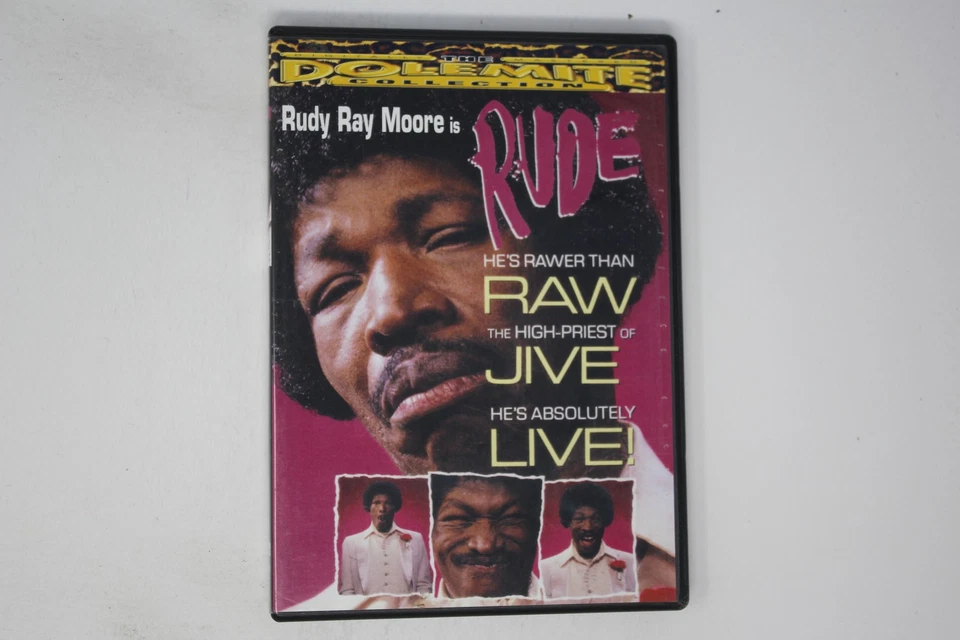 THE
DOLEMITE
COLLECTION
Rudy Ray Moore is RUDE
HE'S RAWER THAN
RAW
THE HIGH-PRIEST OF
JIVE
HE'S ABSOLUTELY
LIVE!